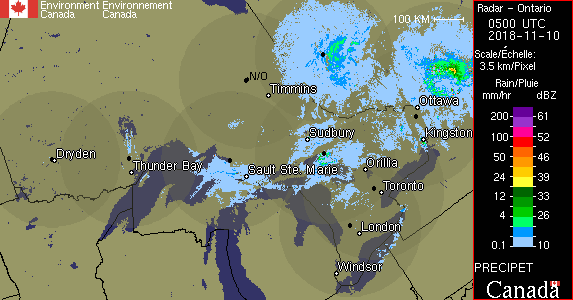 Environment Environnement
Canada Canada
Radar - Ontario
0500 UTC
2018-11-10
100 KM
Scale/Échelle:
3.5 km/Pixel
Rain/Pluie
mm/hr dBZ
N/O
Timmins
Ottawa
200 61
100 52
50 46
24 39
12 33
4 26
0.1 10
Sudbury
Kingston
Dryden
Thunder Bay
Sault Ste. Marie
Orillia
Toronto
London
Windsor
PRECIPET
Canada